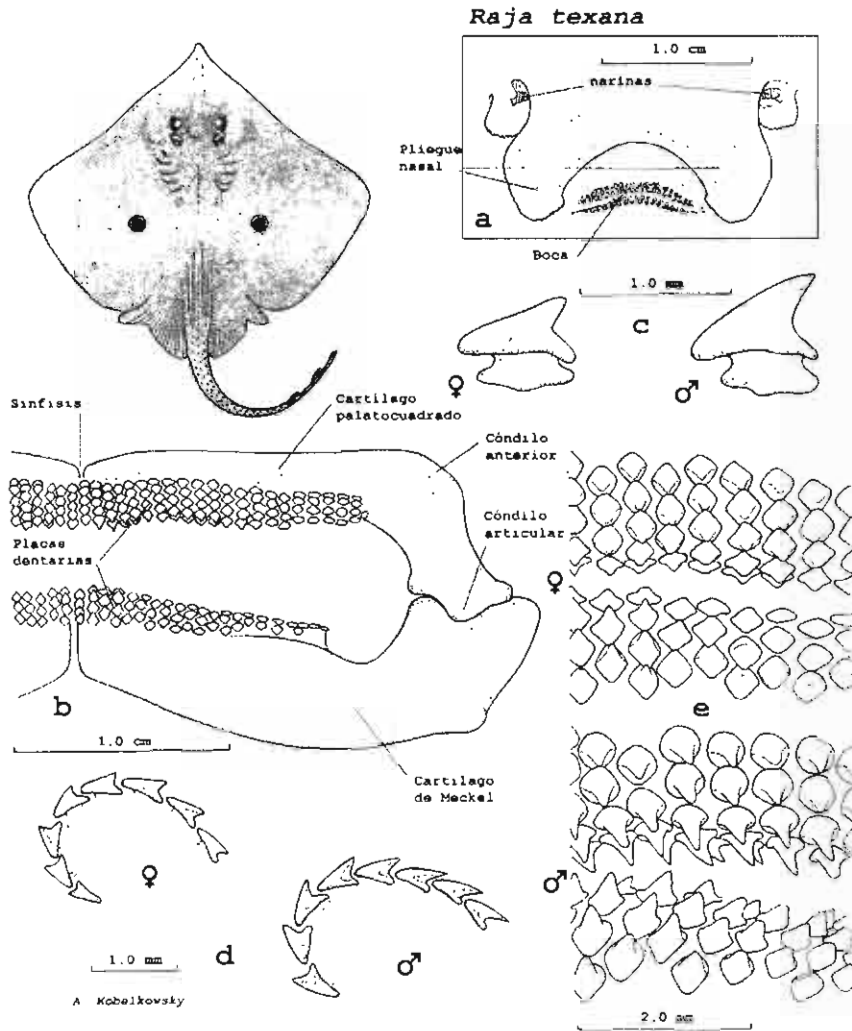 Raja texana
1.0 cm
narinas
Pliegue
nasal
a
Boca
1.0 mm
c
♀
♂
Sinfisis
Cartilago
palatocuadrado
Cóndilo
anterior
Cóndilo
articular
Placas
dentarias
♀
b
e
1.0 cm
Cartilago
de Meckel
♀
♂
♂
d
1.0 mm
A Kobelkowsky
2.0 mm